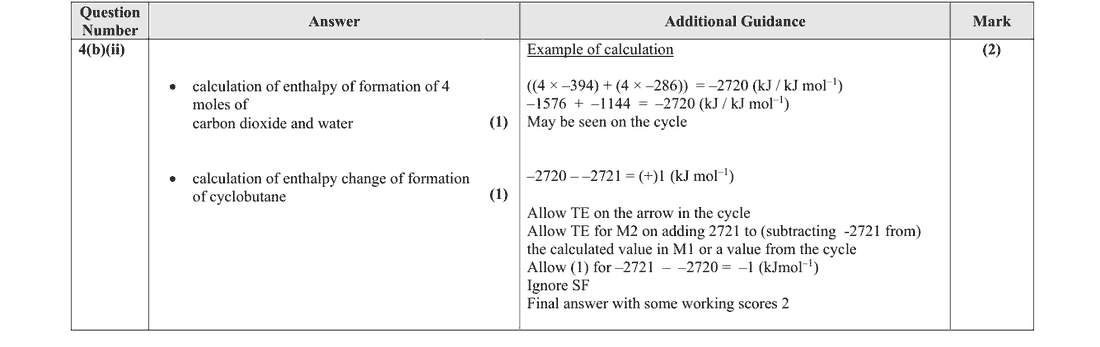 Question Number
Answer
Additional Guidance
Mark
4(b)(ii)
Example of calculation
(2)
• calculation of enthalpy of formation of 4
moles of
carbon dioxide and water
(1)
((4 × –394) + (4 × –286)) = –2720 (kJ / kJ mol⁻¹)
–1576 + –1144 = –2720 (kJ / kJ mol⁻¹)
May be seen on the cycle
• calculation of enthalpy change of formation
of cyclobutane
(1)
–2720 – –2721 = (+)1 (kJ mol⁻¹)
Allow TE on the arrow in the cycle
Allow TE for M2 on adding 2721 to (subtracting -2721 from)
the calculated value in M1 or a value from the cycle
Allow (1) for –2721 – –2720 = –1 (kJmol⁻¹)
Ignore SF
Final answer with some working scores 2